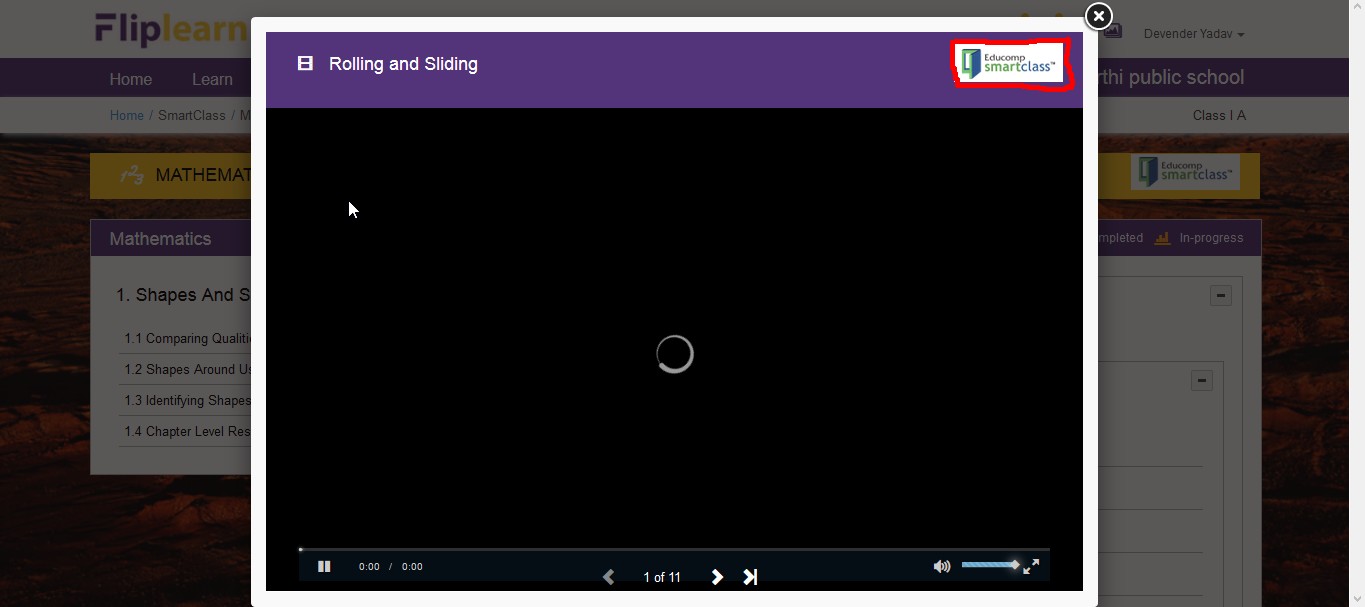 Fliplearn
Devender Yadav
Home Learn
rthi public school
Home / SmartClass / M
Class I A
Rolling and Sliding
Educomp
smartclass™
123 MATHEMAT
Educomp
smartclass™
Mathematics
mpleted In-progress
1. Shapes And S
1.1 Comparing Qualiti
1.2 Shapes Around Us
1.3 Identifying Shapes
1.4 Chapter Level Res
0:00 / 0:00
1 of 11